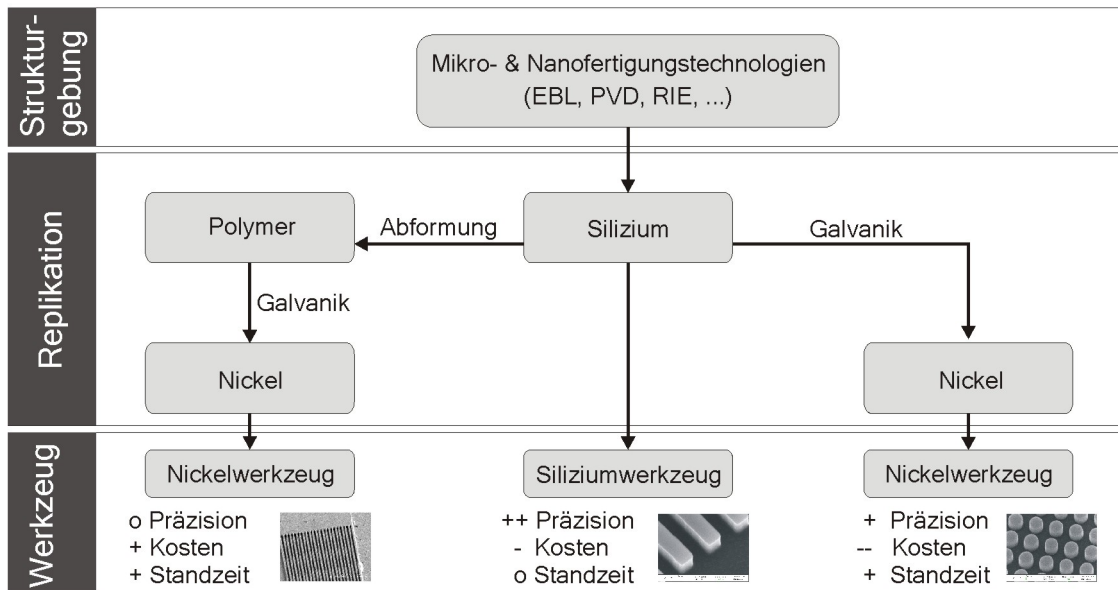 Struktur-
gebung
Mikro- & Nanofertigungstechnologien
(EBL, PVD, RIE, ...)
Replikation
Polymer
Abformung
Silizium
Galvanik
Galvanik
Nickel
Nickel
Werkzeug
Nickelwerkzeug
o Präzision
+ Kosten
+ Standzeit
Siliziumwerkzeug
++ Präzision
- Kosten
o Standzeit
Nickelwerkzeug
+ Präzision
-- Kosten
+ Standzeit